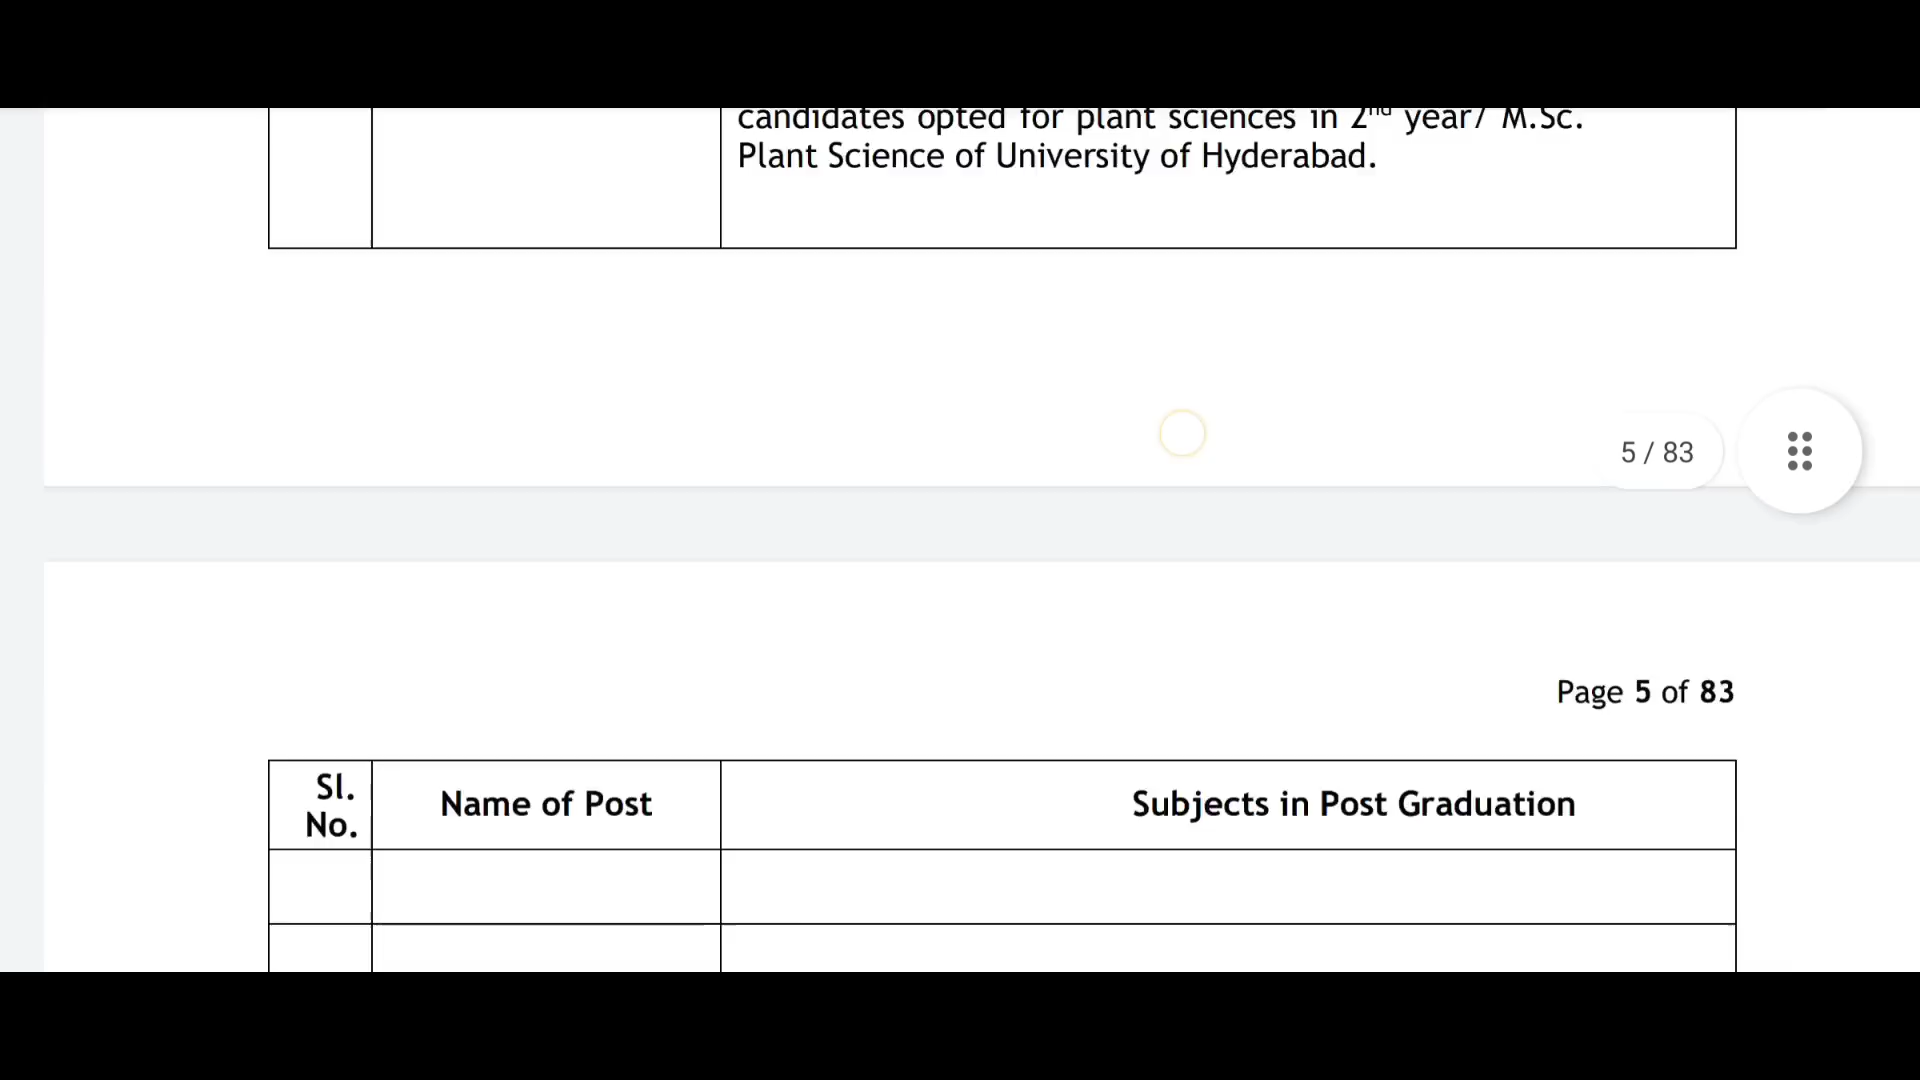 candidates opted for plant sciences in 2nd year/ M.Sc.
Plant Science of University of Hyderabad.
5 / 83
Page 5 of 83
Sl. No.
Name of Post
Subjects in Post Graduation